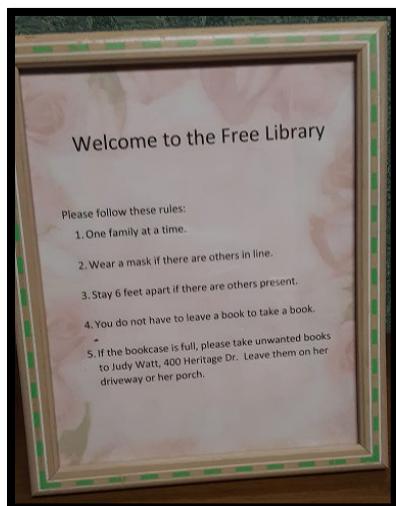 Welcome to the Free Library
Please follow these rules:
1. One family at a time.
2. Wear a mask if there are others in line.
3. Stay 6 feet apart if there are others present.
4. You do not have to leave a book to take a book.
5. If the bookcase is full, please take unwanted books
to Judy Watt, 400 Heritage Dr. Leave them on her
driveway or her porch.